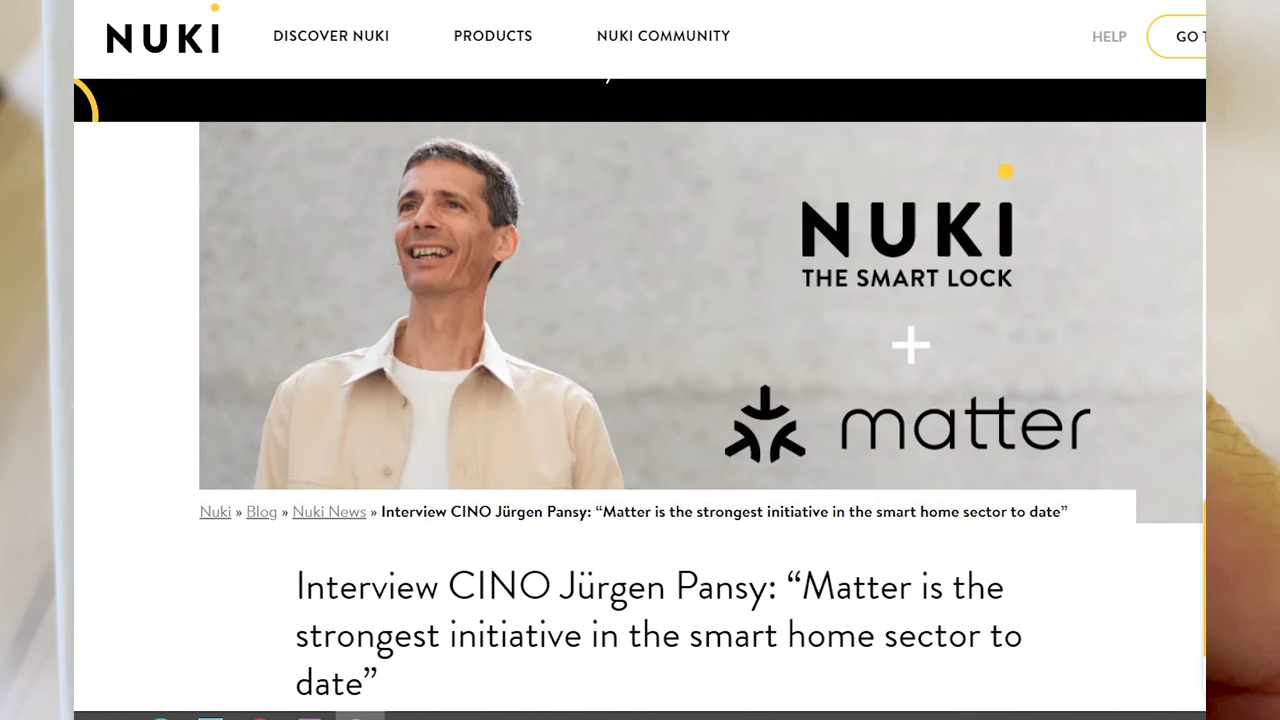 NUKI
DISCOVER NUKI
PRODUCTS
NUKI COMMUNITY
HELP
GO
NUKI
THE SMART LOCK
+
matter
Nuki » Blog » Nuki News » Interview CINO Jürgen Pansy: “Matter is the strongest initiative in the smart home sector to date”
Interview CINO Jürgen Pansy: “Matter is the
strongest initiative in the smart home sector to
date”